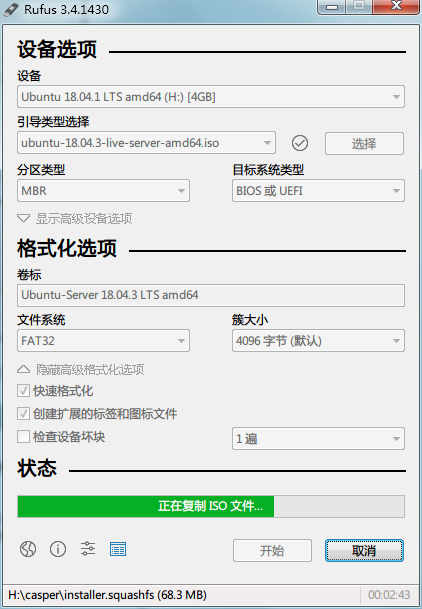 Rufus 3.4.1430
设备选项
设备
Ubuntu 18.04.1 LTS amd64 (H:) [4GB]
引导类型选择
ubuntu-18.04.3-live-server-amd64.iso
选择
分区类型
目标系统类型
MBR
BIOS 或 UEFI
显示高级设备选项
格式化选项
卷标
Ubuntu-Server 18.04.3 LTS amd64
文件系统
簇大小
FAT32
4096 字节 (默认)
隐藏高级格式化选项
快速格式化
创建扩展的标签和图标文件
检查设备坏块
1 遍
状态
正在复制 ISO 文件...
开始
取消
H:\casper\installer.squashfs (68.3 MB)
00:02:43